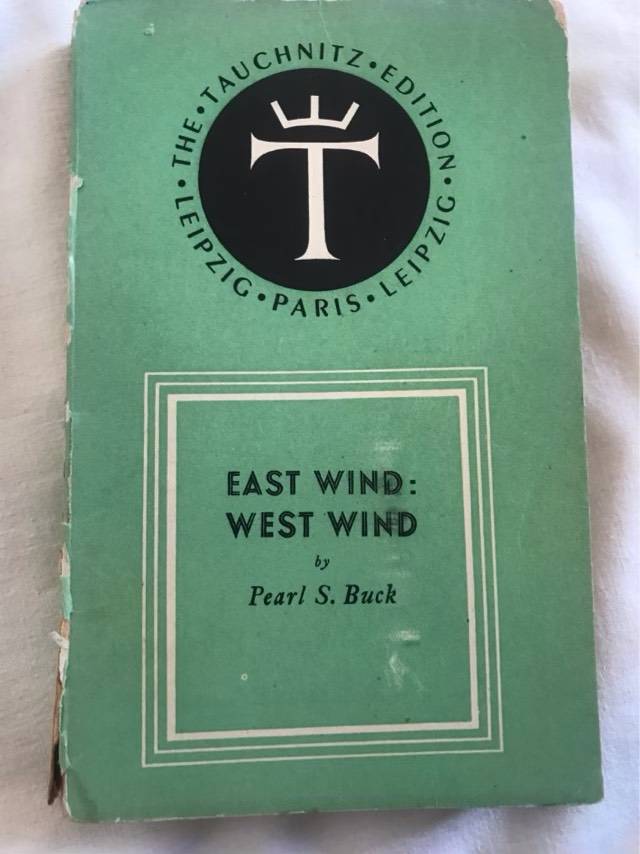 THE • TAUCHNITZ • EDITION •
LEIPZIG • PARIS • LEIPZIG •
T
EAST WIND:
WEST WIND
by
Pearl S. Buck